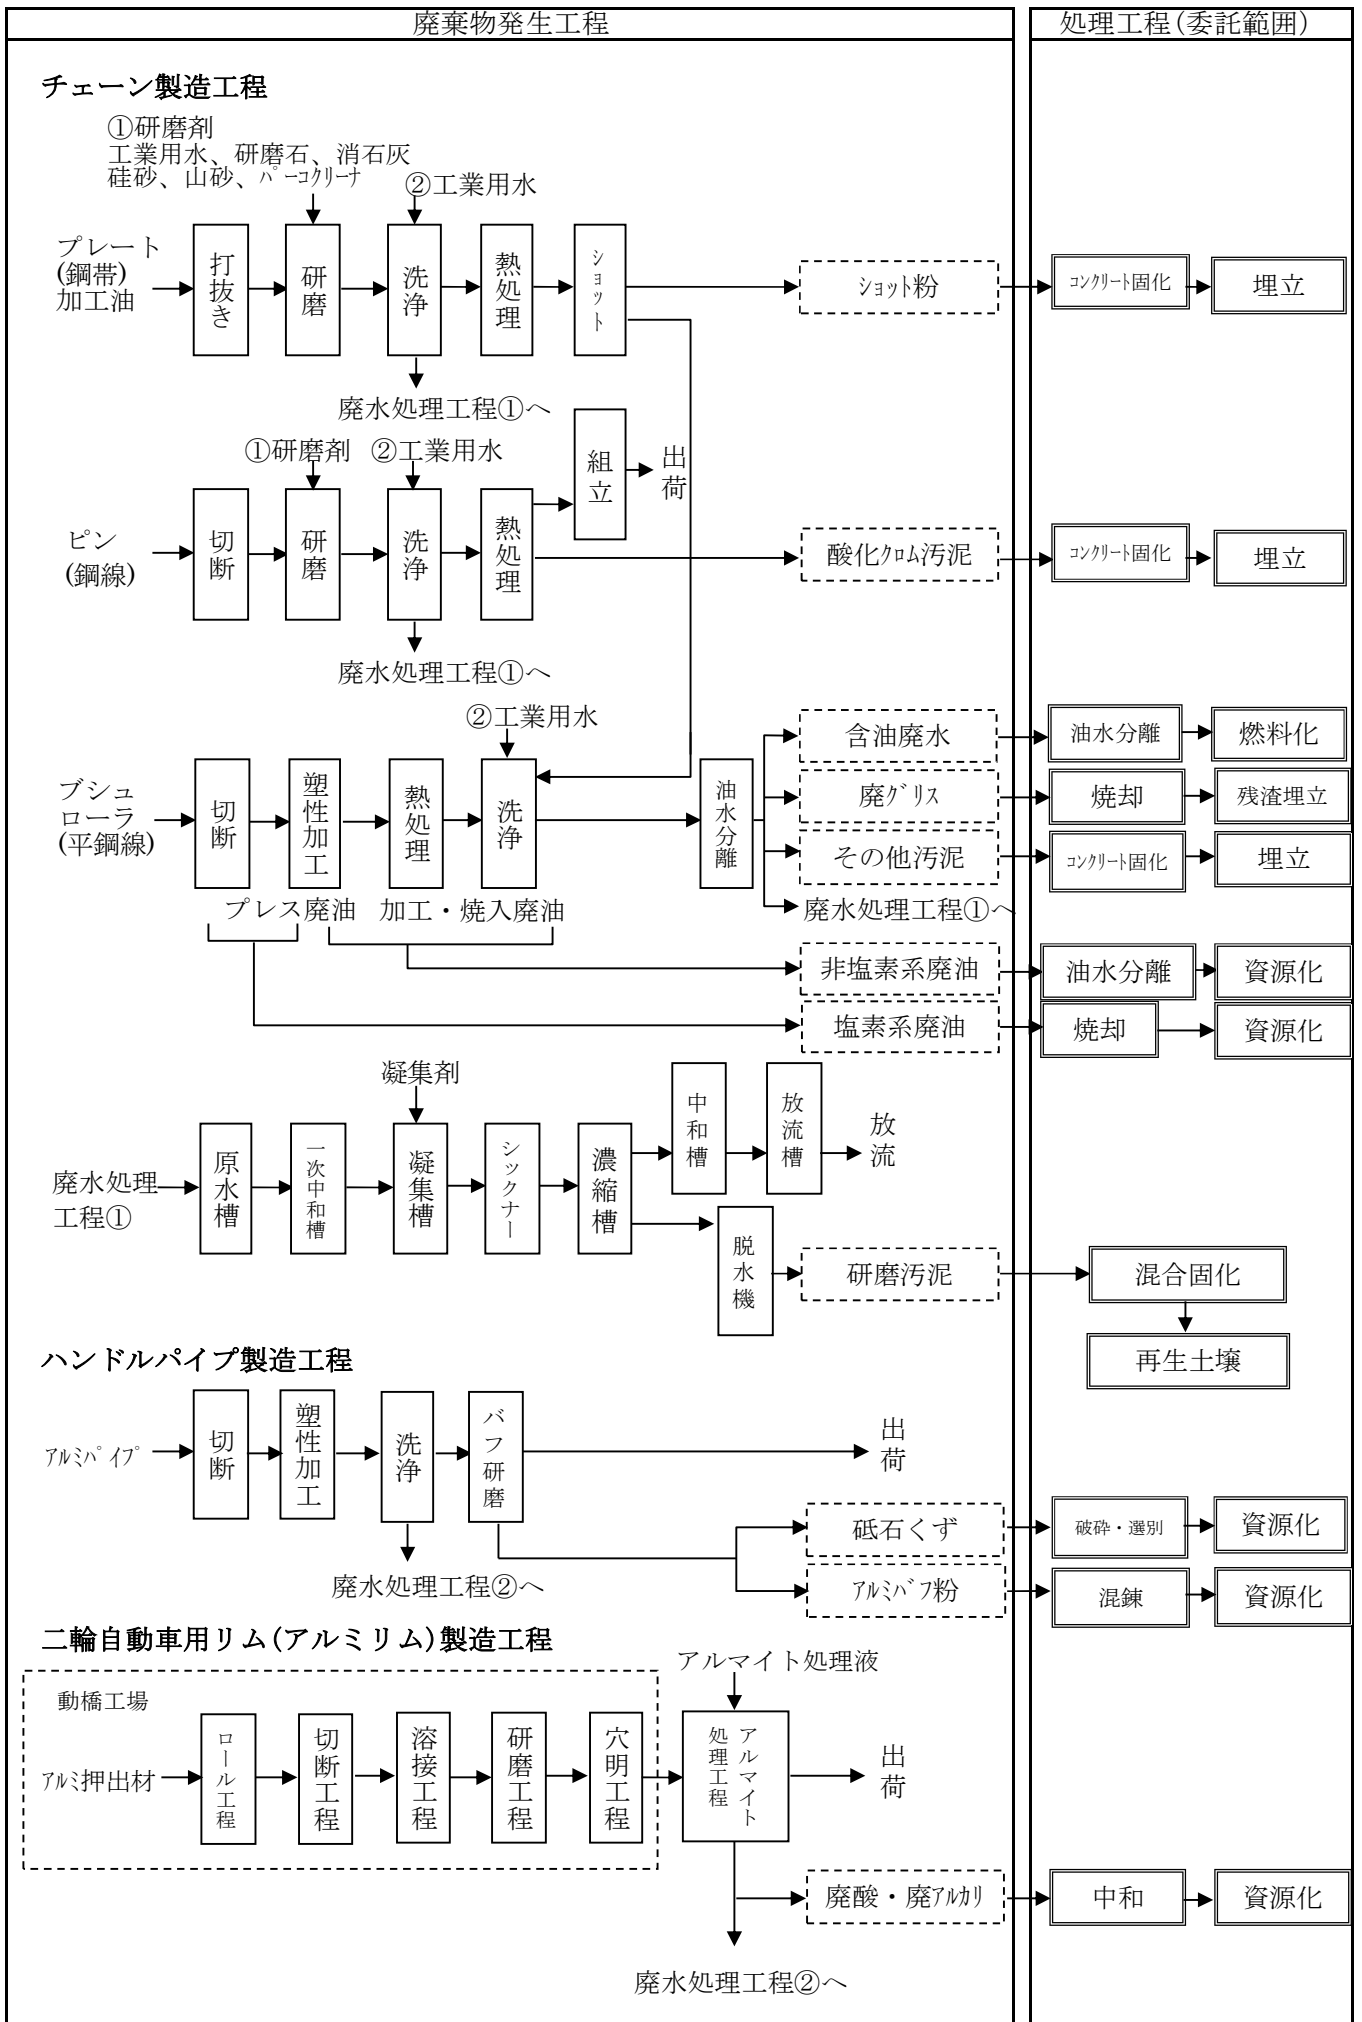 廃棄物発生工程
処理工程(委託範囲)
チェーン製造工程
①研磨剤
工業用水、研磨石、消石灰
硅砂、山砂、パーコクリーナ
②工業用水
プレート
(鋼帯)
加工油
打抜き
研磨
洗浄
熱処理
ショット
ショット粉
コンクリート固化
埋立
廃水処理工程①へ
①研磨剤
②工業用水
組立
出荷
ピン
(鋼線)
切断
研磨
洗浄
熱処理
酸化クロム汚泥
コンクリート固化
埋立
廃水処理工程①へ
②工業用水
ブシュ
ローラ
(平鋼線)
切断
塑性加工
熱処理
洗浄
油水分離
含油廃水
油水分離
燃料化
廃グリス
焼却
残渣埋立
その他汚泥
コンクリート固化
埋立
廃水処理工程①へ
プレス廃油
加工・焼入廃油
非塩素系廃油
油水分離
資源化
塩素系廃油
焼却
資源化
凝集剤
廃水処理
工程①
原水槽
一次中和槽
凝集槽
シックナー
濃縮槽
中和槽
放流槽
放流
脱水機
研磨汚泥
混合固化
再生土壌
ハンドルパイプ製造工程
アルミパイプ
切断
塑性加工
洗浄
バフ研磨
出荷
砥石くず
破砕・選別
資源化
廃水処理工程②へ
アルミバフ粉
混錬
資源化
二輪自動車用リム(アルミリム)製造工程
動橋工場
アルミ押出材
ロール工程
切断工程
溶接工程
研磨工程
穴明工程
アルマイト処理液
アルマイト
処理工程
出荷
廃酸・廃アルカリ
中和
資源化
廃水処理工程②へ